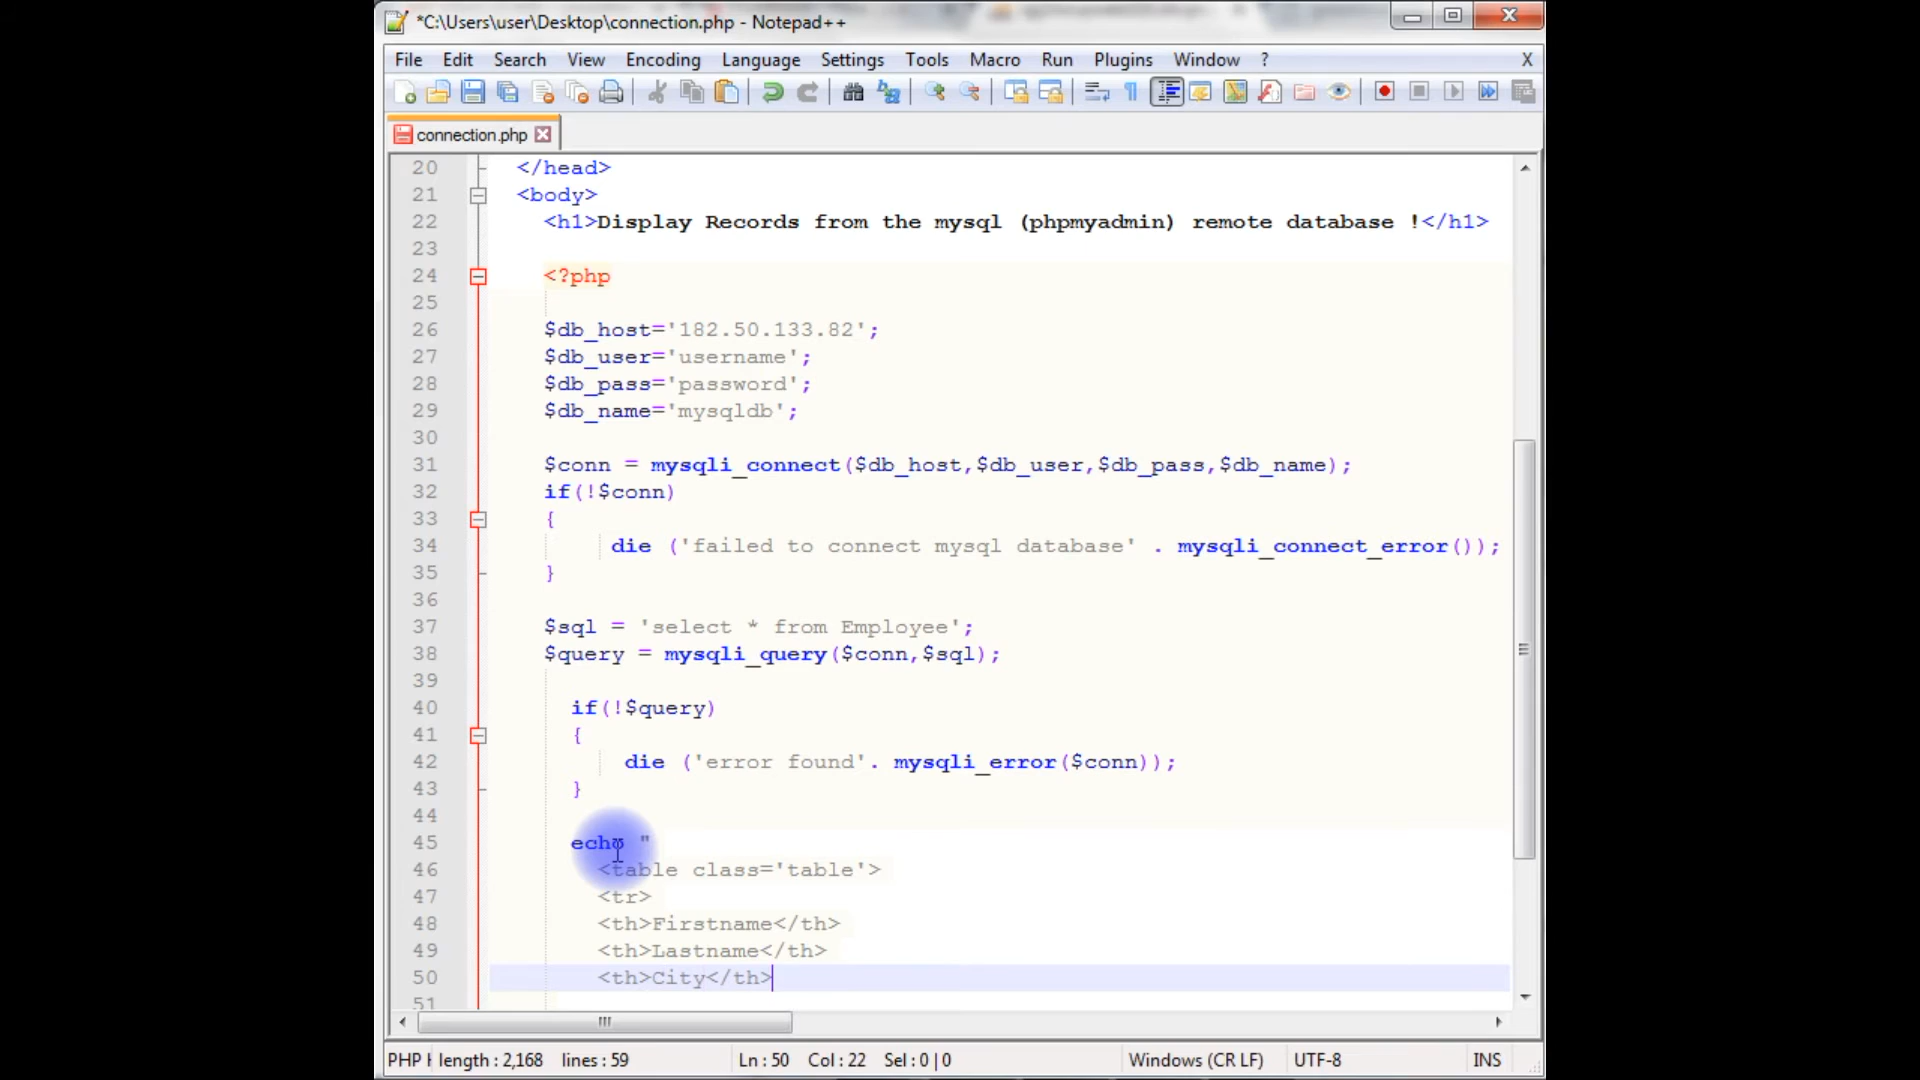 *C:\Users\user\Desktop\connection.php - Notepad++
File Edit Search View Encoding Language Settings Tools Macro Run Plugins Window ? X
connection.php
20 </head>
21 <body>
22 <h1>Display Records from the mysql (phpmyadmin) remote database !</h1>
23
24 <?php
25
26 $db_host='182.50.133.82';
27 $db_user='username';
28 $db_pass='password';
29 $db_name='mysqldb';
30
31 $conn = mysqli_connect($db_host,$db_user,$db_pass,$db_name);
32 if(!$conn)
33 {
34 die ('failed to connect mysql database' . mysqli_connect_error());
35 }
36
37 $sql = 'select * from Employee';
38 $query = mysqli_query($conn,$sql);
39
40 if(!$query)
41 {
42 die ('error found'. mysqli_error($conn));
43 }
44
45 echo "
46 <table class='table'>
47 <tr>
48 <th>Firstname</th>
49 <th>Lastname</th>
50 <th>City</th>
51
PHP H length : 2,168 lines : 59 Ln : 50 Col : 22 Sel : 0 | 0 Windows (CR LF) UTF-8 INS